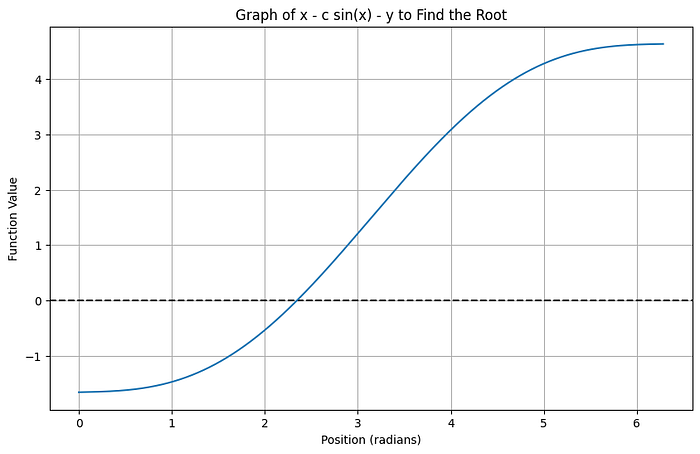 Graph of x - c sin(x) - y to Find the Root
Function Value
4
3
2
1
0
−1
0 1 2 3 4 5 6
Position (radians)